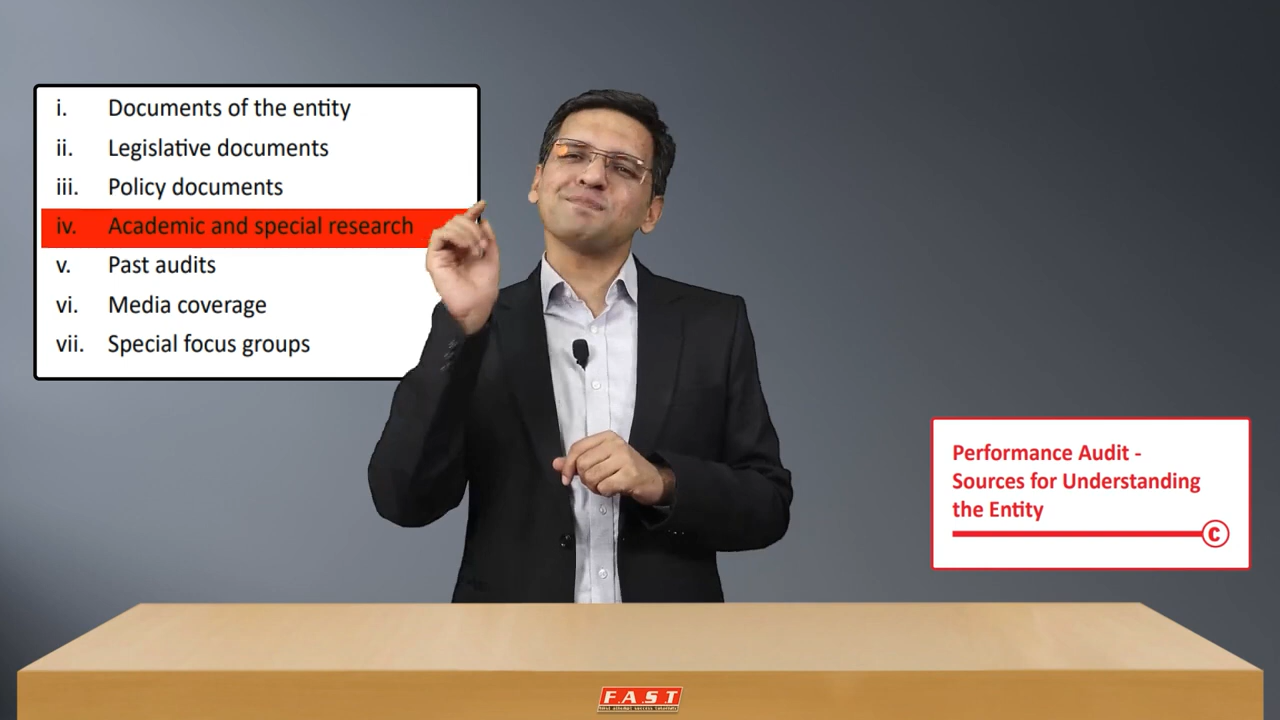 i. Documents of the entity
ii. Legislative documents
iii. Policy documents
iv. Academic and special research
v. Past audits
vi. Media coverage
vii. Special focus groups
Performance Audit -
Sources for Understanding
the Entity
C
F.A.S.T